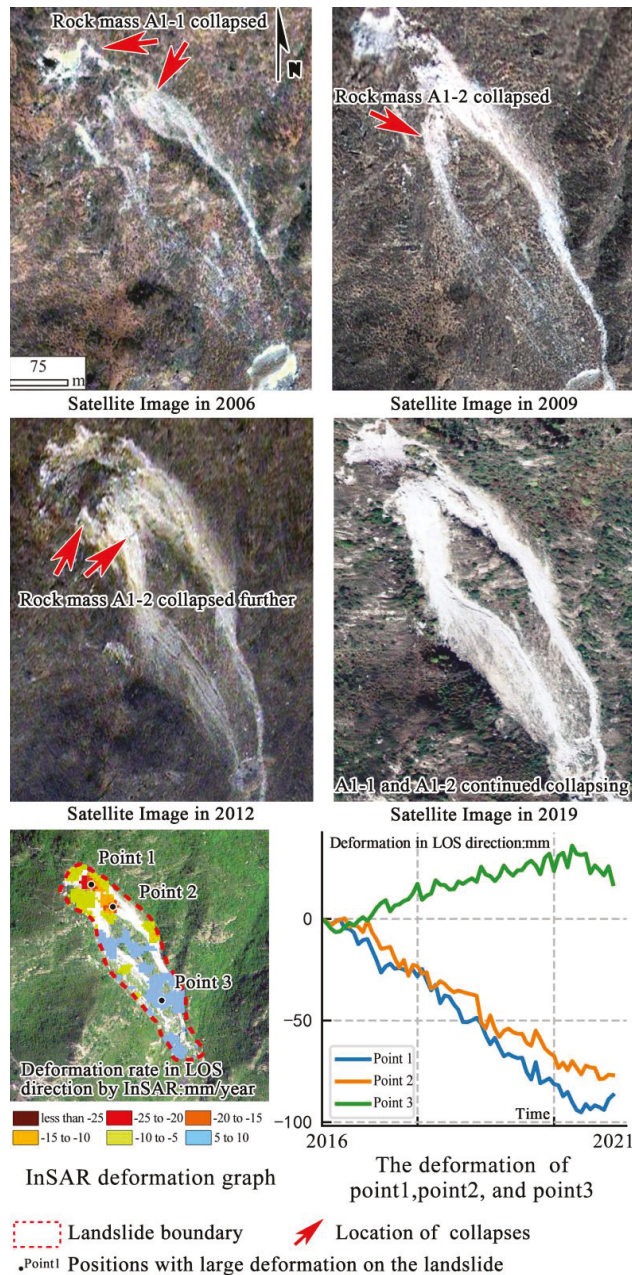 Rock mass A1-1 collapsed
N
75
m
Satellite Image in 2006
Rock mass A1-2 collapsed
Satellite Image in 2009
Rock mass A1-2 collapsed further
Satellite Image in 2012
A1-1 and A1-2 continued collapsing
Satellite Image in 2019
Point 1
Point 2
Point 3
Deformation rate in LOS
direction by InSAR:mm/year
less than -25
-25 to -20
-20 to -15
-15 to -10
-10 to -5
5 to 10
InSAR deformation graph
Deformation in LOS direction:mm
0
−50
−100
Point 1
Point 2
Point 3
Time
2016
2021
The deformation of
point1,point2, and point3
Landslide boundary
Location of collapses
Point1 Positions with large deformation on the landslide